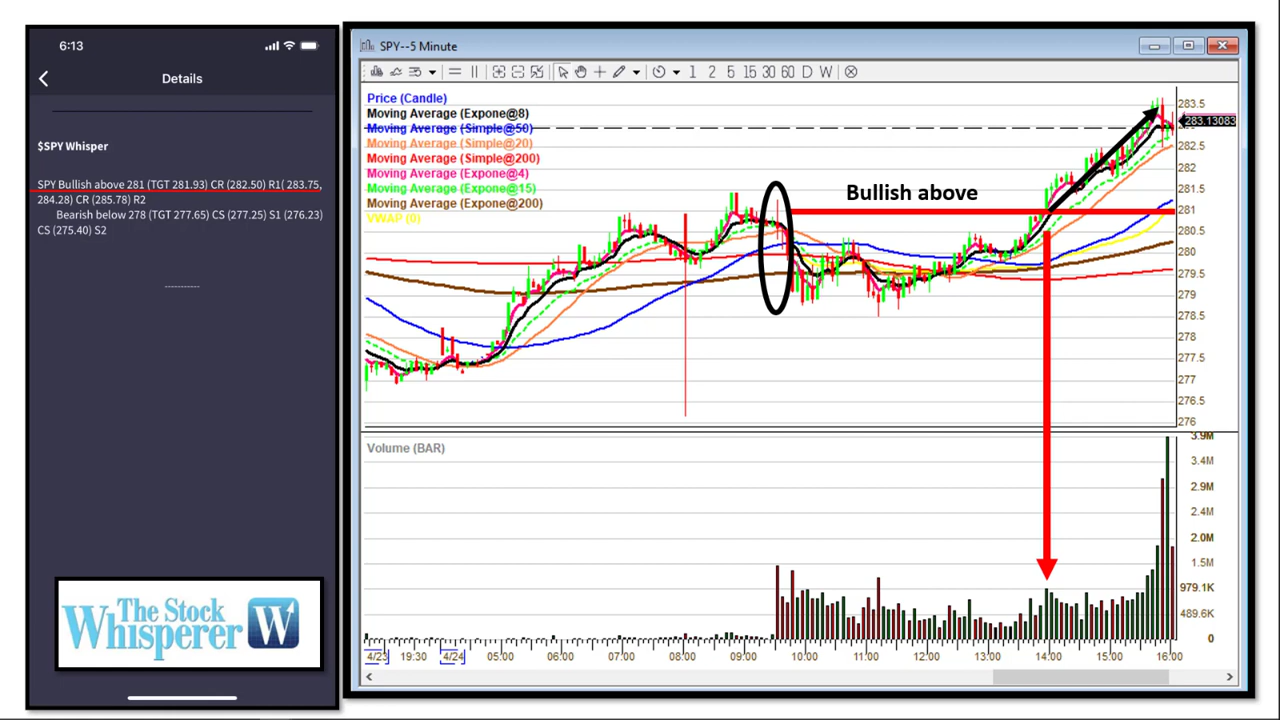 6:13
Details
$SPY Whisper
SPY Bullish above 281 (TGT 281.93) CR (282.50) R1( 283.75,
284.28) CR (285.78) R2
Bearish below 278 (TGT 277.65) CS (277.25) S1 (276.23)
CS (275.40) S2
-----------
The Stock
Whisperer W
SPY--5 Minute
1 2 5 15 30 60 D W
Price (Candle)
Moving Average (Expone@8)
Moving Average (Simple@50)
Moving Average (Simple@20)
Moving Average (Simple@200)
Moving Average (Expone@4)
Moving Average (Expone@15)
Moving Average (Expone@200)
VWAP (0)
Bullish above
283.5
283.13083
282.5
282
281.5
281
280.5
280
279.5
279
278.5
278
277.5
277
276.5
276
Volume (BAR)
3.9M
3.4M
2.9M
2.4M
2.0M
1.5M
979.1K
489.6K
0
4/23 19:30 4/24 05:00 06:00 07:00 08:00 09:00 10:00 11:00 12:00 13:00 14:00 15:00 16:00